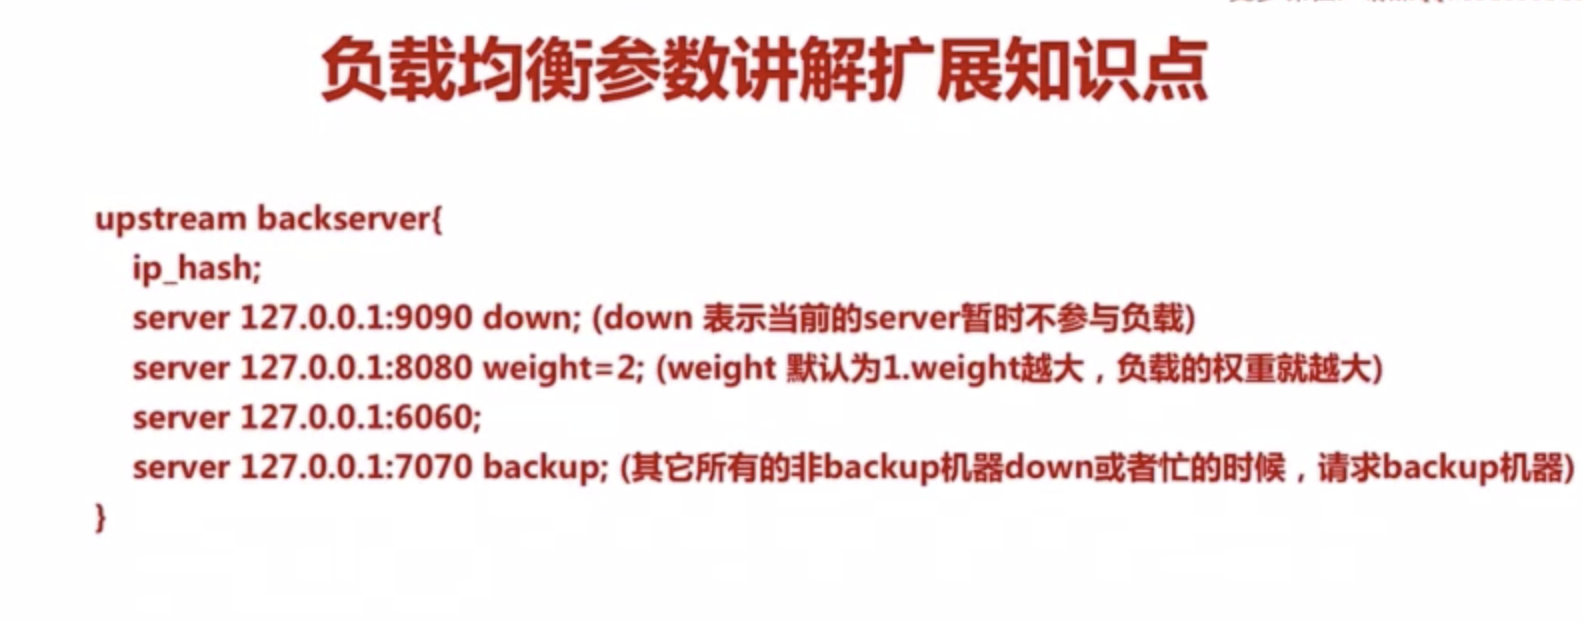 负载均衡参数讲解扩展知识点
upstream backserver{
ip_hash;
server 127.0.0.1:9090 down; (down 表示当前的server暂时不参与负载)
server 127.0.0.1:8080 weight=2; (weight 默认为1.weight越大，负载的权重就越大)
server 127.0.0.1:6060;
server 127.0.0.1:7070 backup; (其它所有的非backup机器down或者忙的时候，请求backup机器)
}